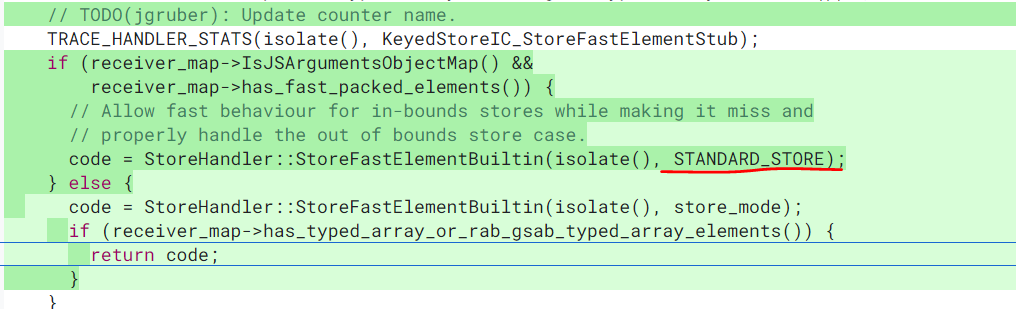 // TODO(jgruber): Update counter name.
TRACE_HANDLER_STATS(isolate(), KeyedStoreIC_StoreFastElementStub);
if (receiver_map->IsJSArgumentsObjectMap() &&
receiver_map->has_fast_packed_elements()) {
// Allow fast behaviour for in-bounds stores while making it miss and
// properly handle the out of bounds store case.
code = StoreHandler::StoreFastElementBuiltin(isolate(), STANDARD_STORE);
} else {
code = StoreHandler::StoreFastElementBuiltin(isolate(), store_mode);
if (receiver_map->has_typed_array_or_rab_gsab_typed_array_elements()) {
return code;
}
}